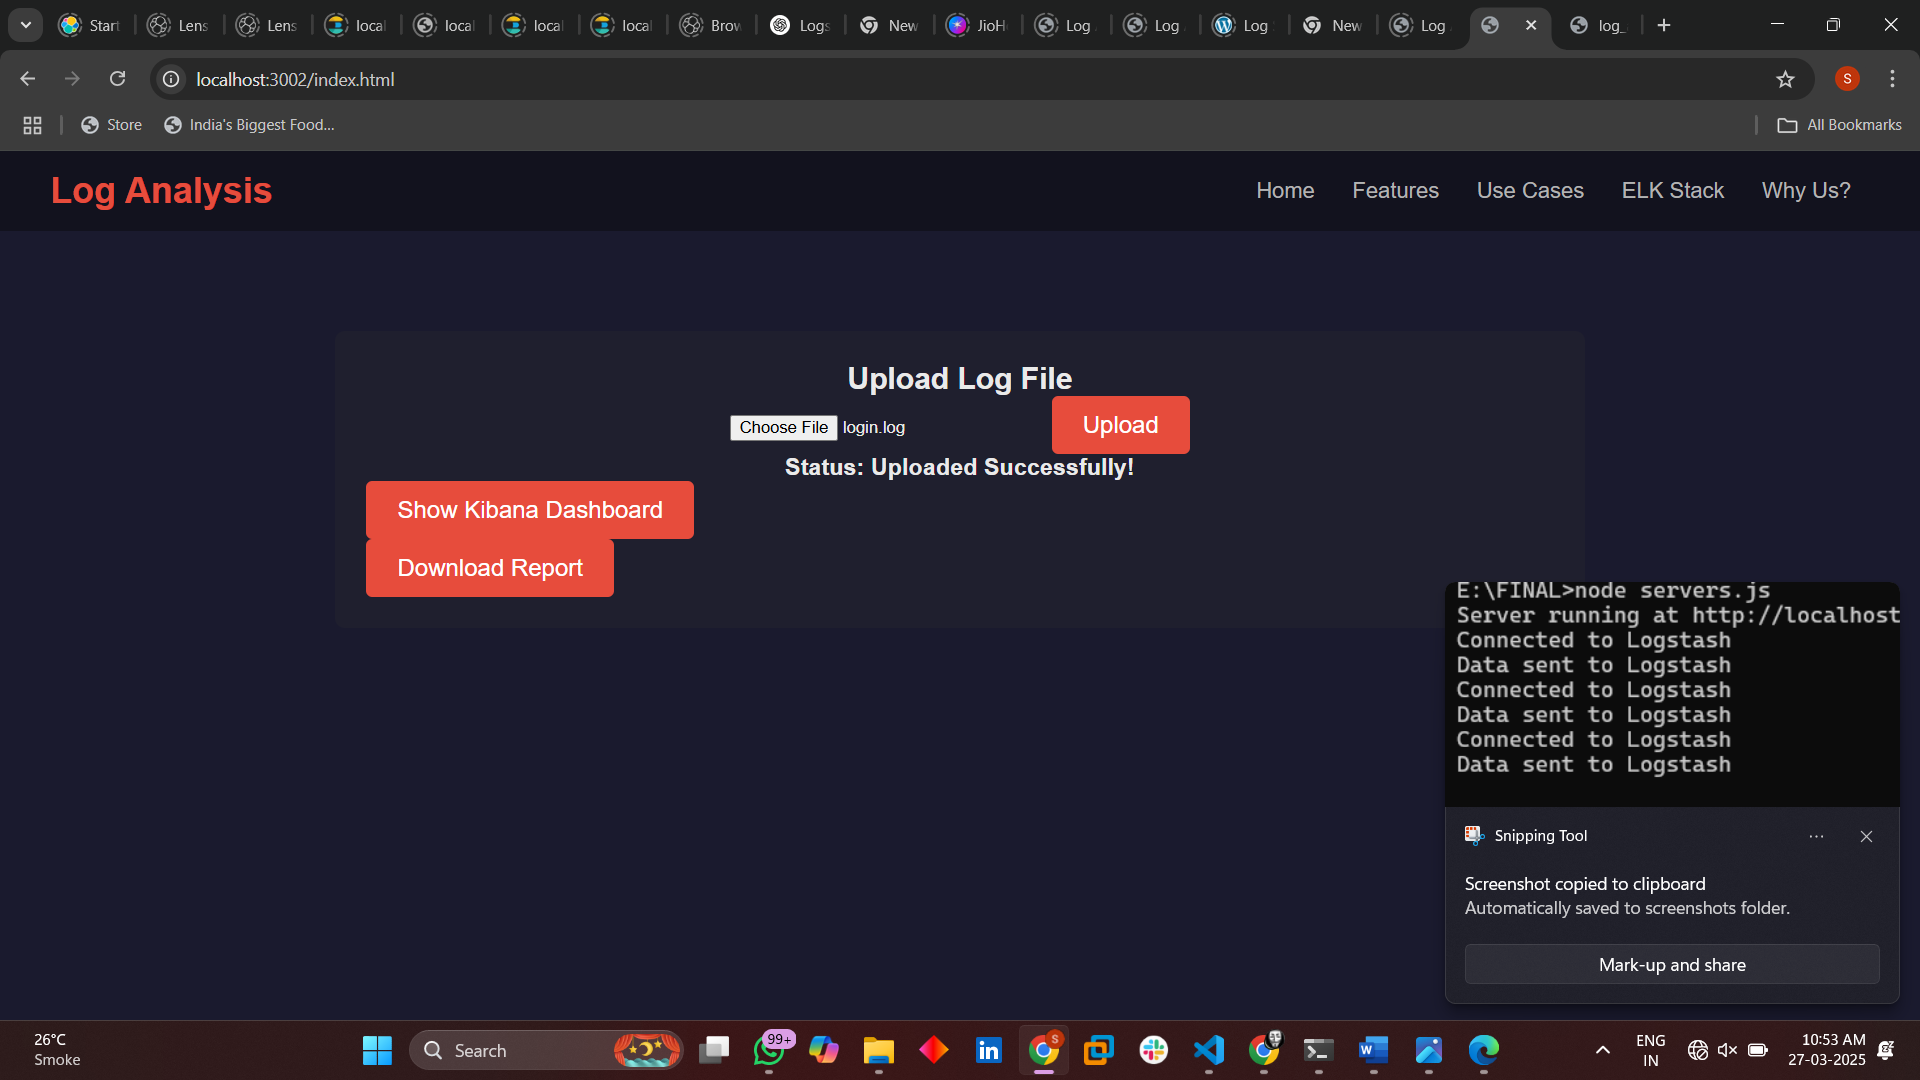 Start
Lens
Lens
local
local
local
local
Brow
Logs
New
JioH
Log
Log
Log
New
Log
log_
localhost:3002/index.html
S
Store
India's Biggest Food...
All Bookmarks
Log Analysis
Home
Features
Use Cases
ELK Stack
Why Us?
Upload Log File
Choose File login.log
Upload
Status: Uploaded Successfully!
Show Kibana Dashboard
Download Report
E:\FINAL>node servers.js
Server running at http://localhost
Connected to Logstash
Data sent to Logstash
Connected to Logstash
Data sent to Logstash
Connected to Logstash
Data sent to Logstash
Snipping Tool
Screenshot copied to clipboard
Automatically saved to screenshots folder.
Mark-up and share
26°C
Smoke
Search
99+
S
ENG
IN
10:53 AM
27-03-2025